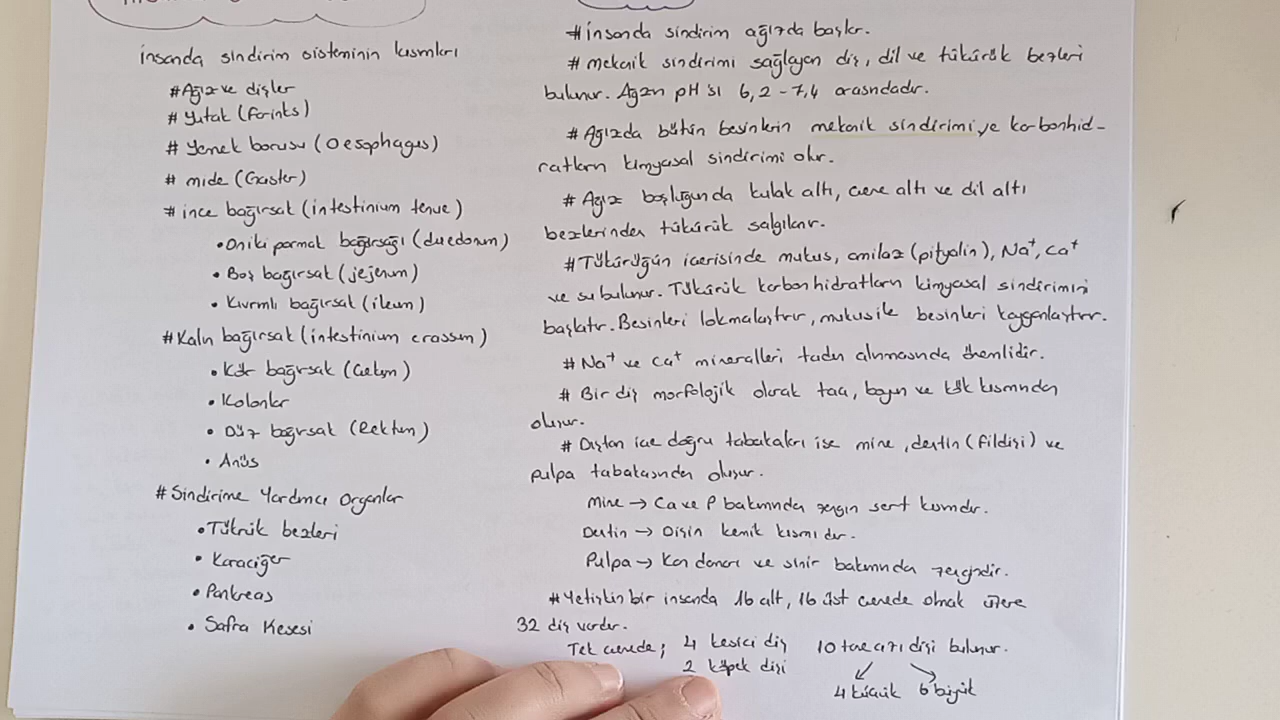 insanda sindirim sisteminin kısımları
#Ağız ve dişler
# Yutak (Farinks)
# Yemek borusu (Oesophagus)
# mide (Gaster)
# ince bağırsak (intestinium tenue)
• Oniki parmak bağırsağı (duedonum)
• Boş bağırsak (jejenum)
• Kıvrımlı bağırsak (ileum)
#Kalın bağırsak (intestinium crassum)
• Kör bağırsak (Çekum)
• Kolonlar
• Düz bağırsak (Rektum)
• Anüs
# Sindirime Yardımcı Organlar
• Tükrük bezleri
• Karaciğer
• Pankreas
• Safra Kesesi
# insanda sindirim ağızda başlar.
# mekanik sindirimi sağlayan diş, dil ve tükürük bezleri
bulunur. Ağzın pH'sı 6,2 - 7,4 arasındadır.
# Ağızda bütün besinlerin mekanik sindirimi ve karbonhid-
ratların kimyasal sindirimi olur.
# Ağız boşluğunda kulak altı, çene altı ve dil altı
bezlerinden tükürük salgılanır.
#Tükürüğün içerisinde mukus, amilaz (pityalin), Na⁺, Ca⁺
ve su bulunur. Tükürük karbonhidratların kimyasal sindirimini
başlatır. Besinleri lokmalaştırır, mukus ile besinleri kayganlaştırır.
# Na⁺ ve Ca⁺ mineralleri tadın alınmasında önemlidir.
# Bir diş morfolojik olarak taç, boyun ve kök kısmından
oluşur.
# Dıştan içe doğru tabakaları ise mine, dentin (fildişi) ve
pulpa tabakasından oluşur.
Mine → Ca ve P bakımından zengin sert kısımdır.
Dentin → Dişin kemik kısmıdır.
Pulpa → Kan damarı ve sinir bakımından zengindir.
# Yetişkin bir insanda 16 alt, 16 üst çenede olmak üzere
32 diş vardır.
Tek çenede; 4 kesici diş 10 tane azı dişi bulunur.
2 köpek dişi
4 küçük 6 büyük